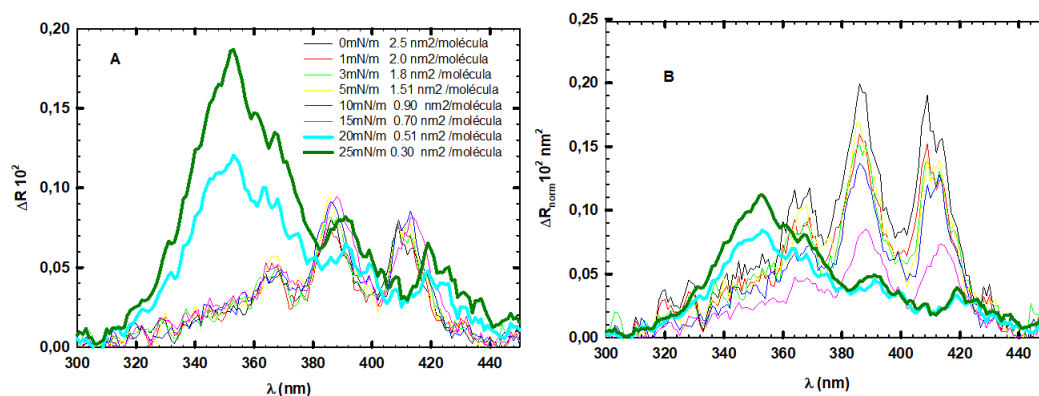 0,20
0,15
0,10
0,05
0,00
ΔR 10²
A
0mN/m 2.5 nm2/molécula
1mN/m 2.0 nm2/molécula
3mN/m 1.8 nm2/molécula
5mN/m 1.51 nm2/molécula
10mN/m 0.90 nm2/molécula
15mN/m 0.70 nm2/molécula
20mN/m 0.51 nm2/molécula
25mN/m 0.30 nm2/molécula
300 320 340 360 380 400 420 440
λ (nm)
0,25
0,20
0,15
0,10
0,05
0,00
ΔRnorm 10² nm²
B
300 320 340 360 380 400 420 44
λ (nm)